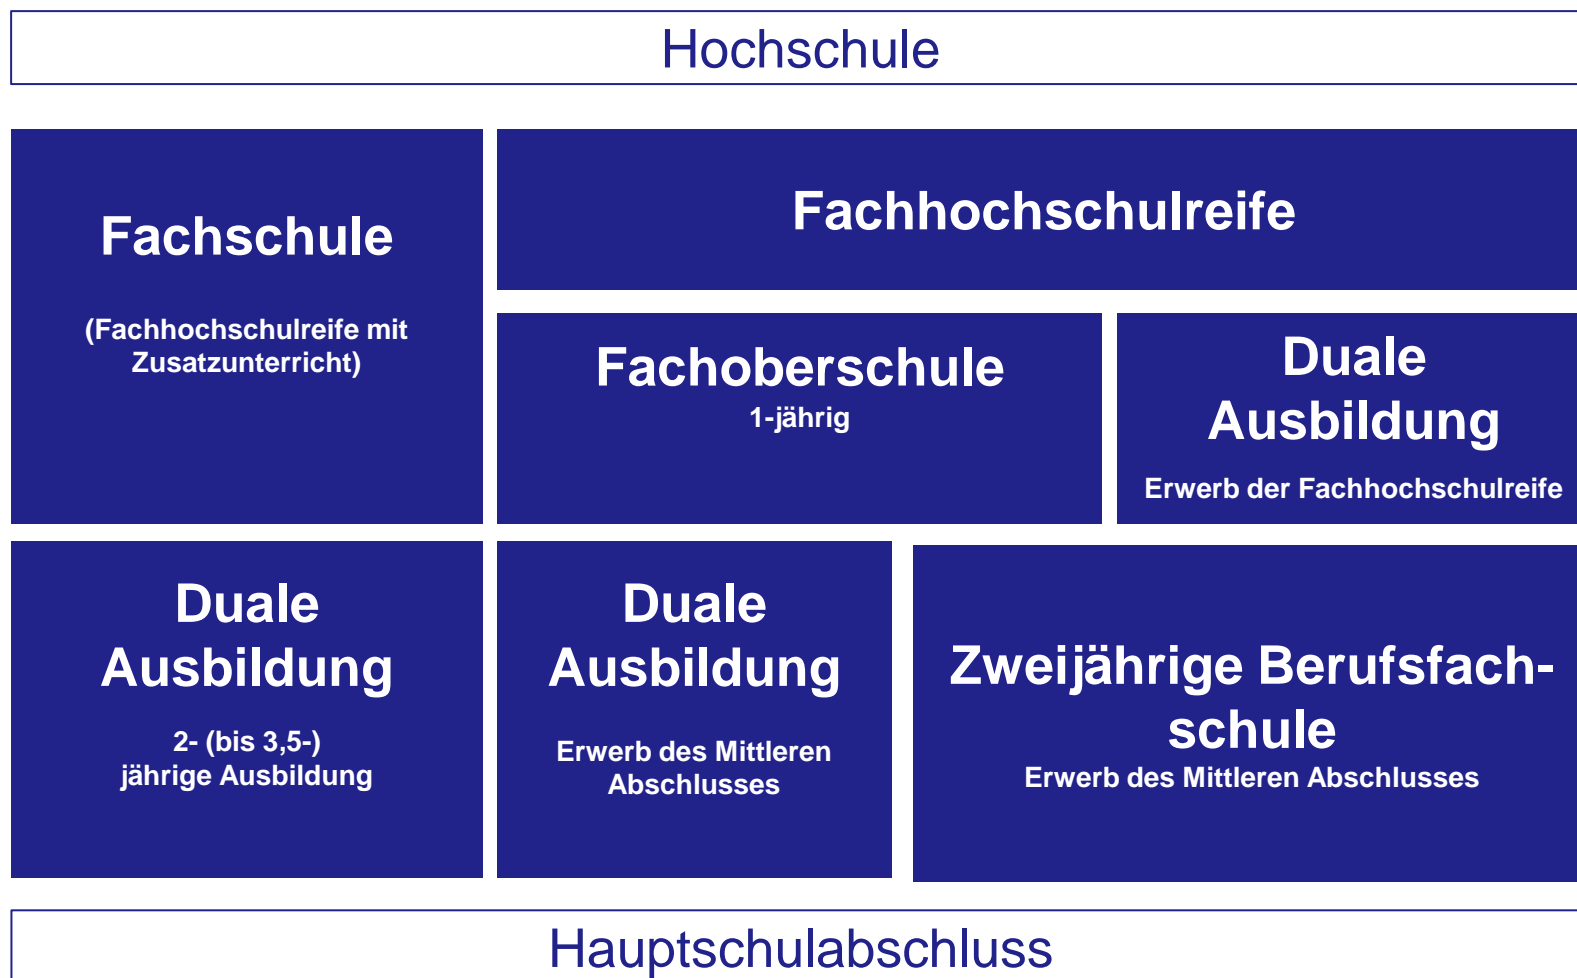 Hochschule
Fachschule
(Fachhochschulreife mit
Zusatzunterricht)
Fachhochschulreife
Fachoberschule
1-jährig
Duale
Ausbildung
Erwerb der Fachhochschulreife
Duale
Ausbildung
2- (bis 3,5-)
jährige Ausbildung
Duale
Ausbildung
Erwerb des Mittleren
Abschlusses
Zweijährige Berufsfach-
schule
Erwerb des Mittleren Abschlusses
Hauptschulabschluss